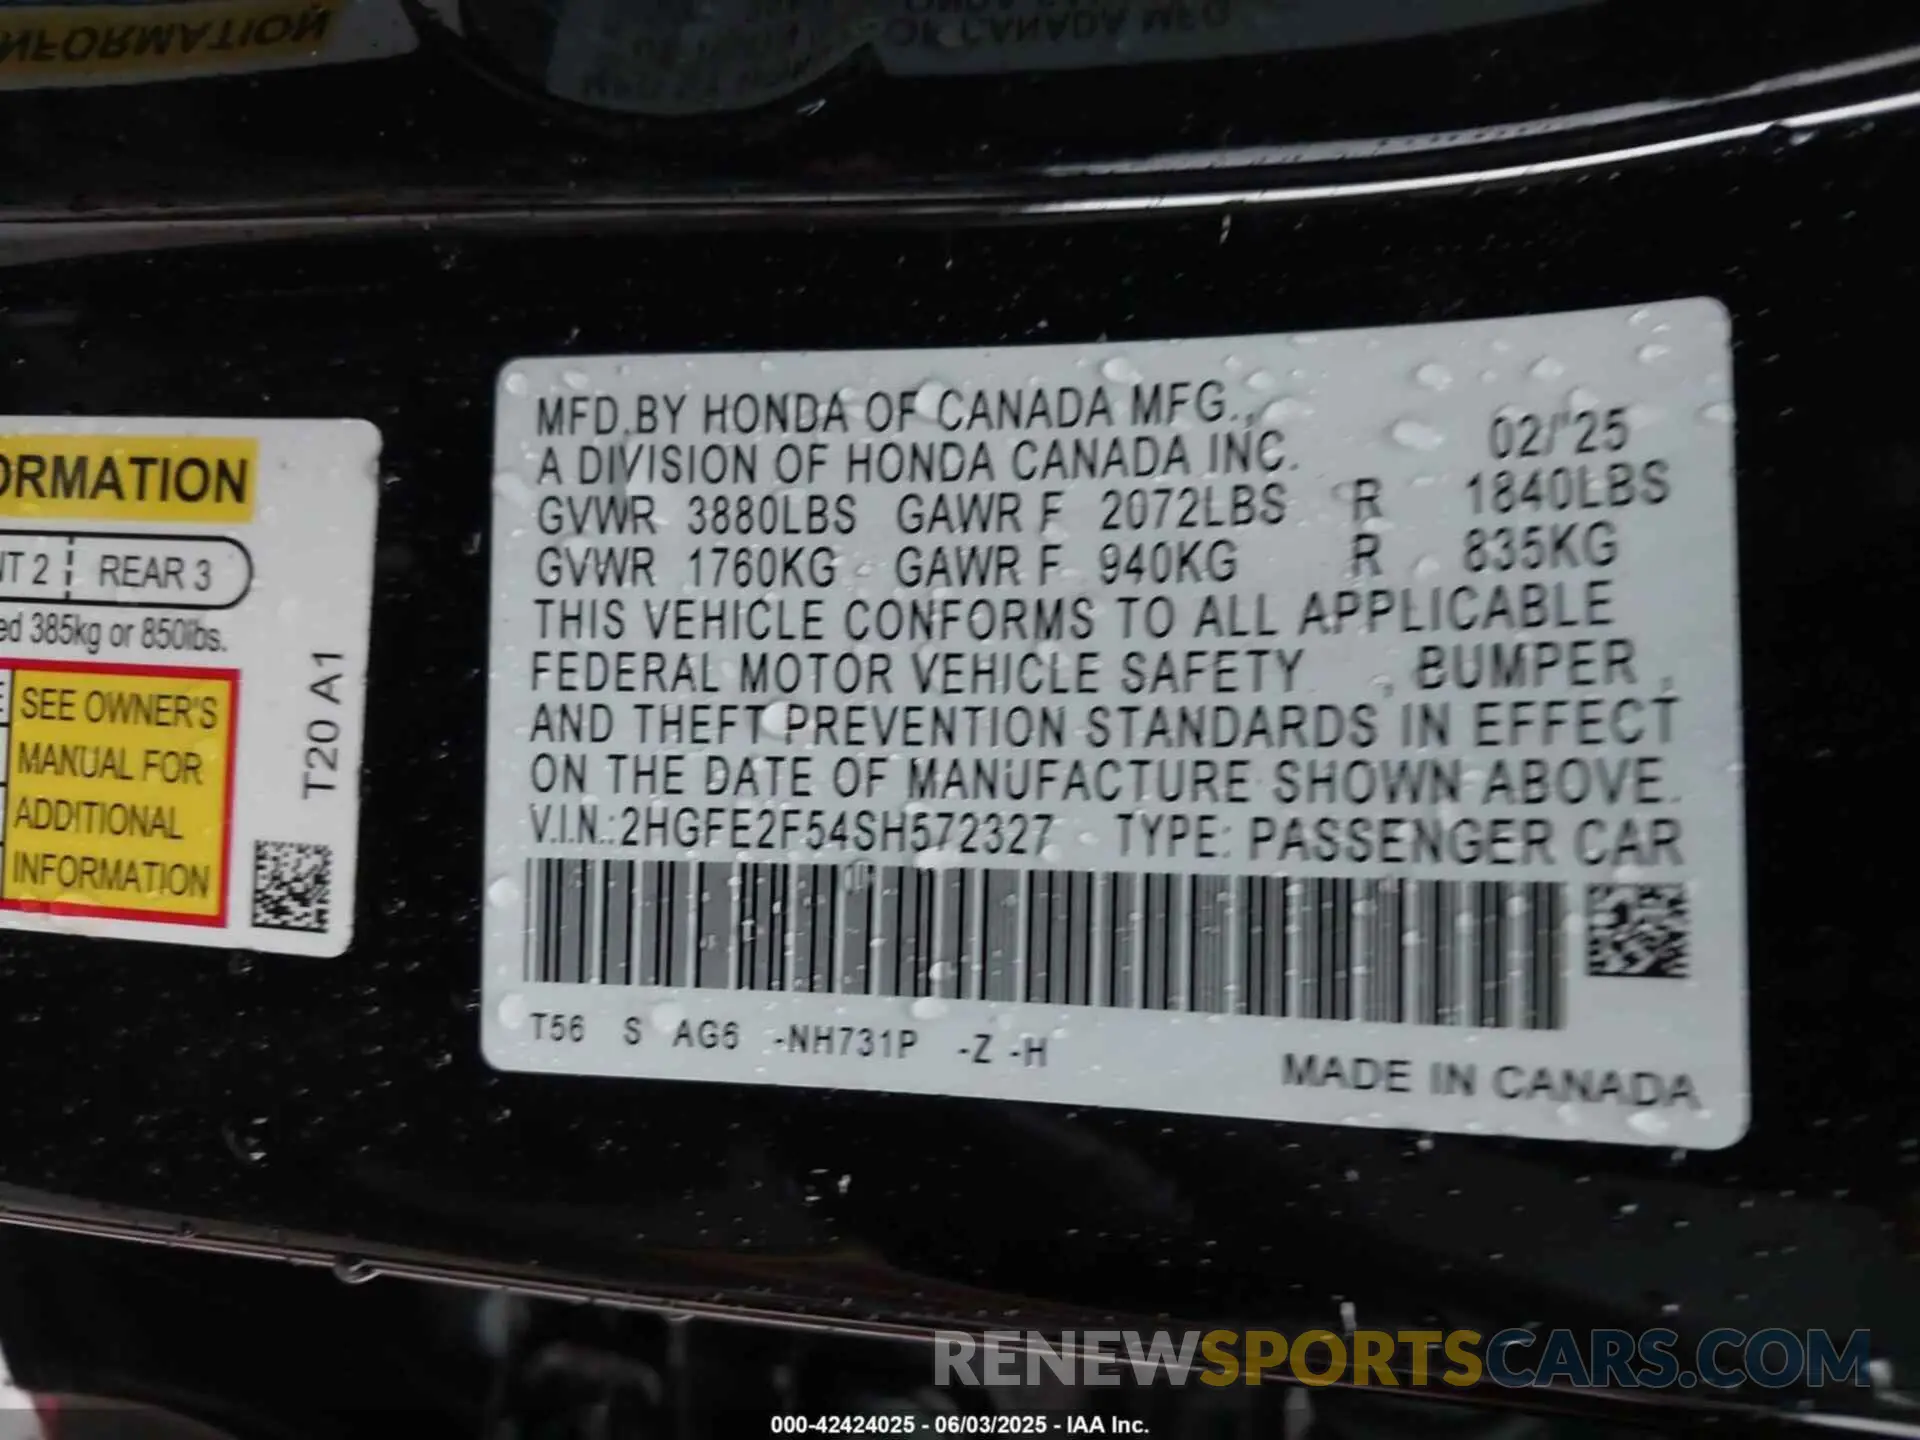 INFORMATION
OF CANADA MFG
ORMATION
NT 2 REAR 3
ed 385kg or 850lbs.
SEE OWNER'S
MANUAL FOR
ADDITIONAL
INFORMATION
T20 A1
MFD.BY HONDA OF CANADA MFG.,
A DIVISION OF HONDA CANADA INC. 02/'25
GVWR 3880LBS GAWR F 2072LBS R 1840LBS
GVWR 1760KG GAWR F 940KG R 835KG
THIS VEHICLE CONFORMS TO ALL APPLICABLE
FEDERAL MOTOR VEHICLE SAFETY , BUMPER ,
AND THEFT PREVENTION STANDARDS IN EFFECT
ON THE DATE OF MANUFACTURE SHOWN ABOVE.
V.I.N.:2HGFE2F54SH572327 TYPE: PASSENGER CAR
T56 S AG6 -NH731P -Z -H
MADE IN CANADA
RENEWSPORTSCARS.COM
000-42424025 - 06/03/2025 - IAA Inc.